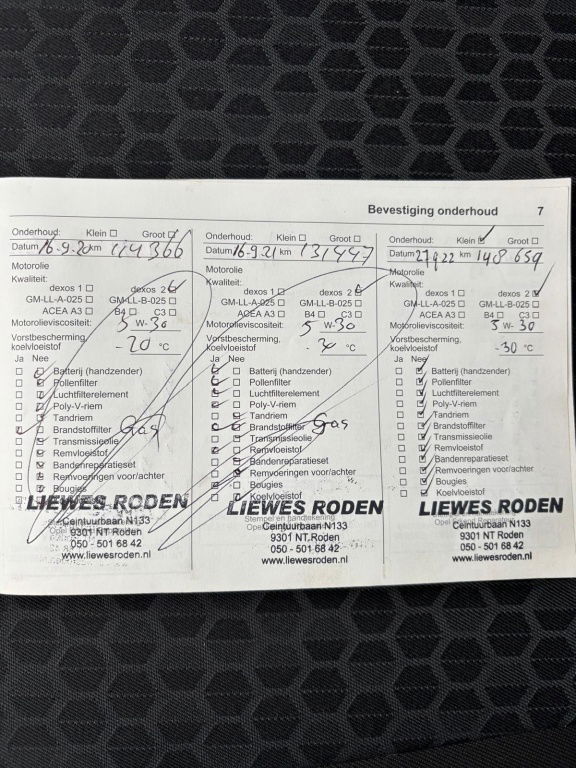 Bevestiging onderhoud 7
Onderhoud: Klein Groot
Datum 16-9-20 km 114366
Motorolie
Kwaliteit:
dexos 1 dexos 2
GM-LL-A-025 GM-LL-B-025
ACEA A3 B4 C3
Motorolieviscositeit: 5 W-30
Vorstbescherming,
koelvloeistof -20 °C
Ja Nee
Batterij (handzender)
Pollenfilter
Luchtfilterelement
Poly-V-riem
Tandriem
Brandstoffilter Gas
Transmissieolie
Remvloeistof
Bandenreparatieset
Remvoeringen voor/achter
Bougies
Koelvloeistof
LIEWES RODEN
Ceintuurbaan N133
9301 NT Roden
050 - 501 68 42
www.liewesroden.nl
Onderhoud: Klein Groot
Datum 16-9-21 km 131447
Motorolie
Kwaliteit:
dexos 1 dexos 2
GM-LL-A-025 GM-LL-B-025
ACEA A3 B4 C3
Motorolieviscositeit: 5 W-30
Vorstbescherming,
koelvloeistof °C
Ja Nee
Batterij (handzender)
Pollenfilter
Luchtfilterelement
Poly-V-riem
Tandriem
Brandstoffilter Gas
Transmissieolie
Remvloeistof
Bandenreparatieset
Remvoeringen voor/achter
Bougies
Koelvloeistof
LIEWES RODEN
Stempel en handtekening
Ceintuurbaan N133
9301 NT Roden
050 - 501 68 42
www.liewesroden.nl
Onderhoud: Klein Groot
Datum 22 km 148 659
Motorolie
Kwaliteit:
dexos 1 dexos 2
GM-LL-A-025 GM-LL-B-025
ACEA A3 B4 C3
Motorolieviscositeit: 5 W-30
Vorstbescherming,
koelvloeistof -30 °C
Ja Nee
Batterij (handzender)
Pollenfilter
Luchtfilterelement
Poly-V-riem
Tandriem
Brandstoffilter
Transmissieolie
Remvloeistof
Bandenreparatieset
Remvoeringen voor/achter
Bougies
Koelvloeistof
LIEWES RODEN
Ceintuurbaan N133
9301 NT Roden
050 - 501 68 42
www.liewesroden.nl